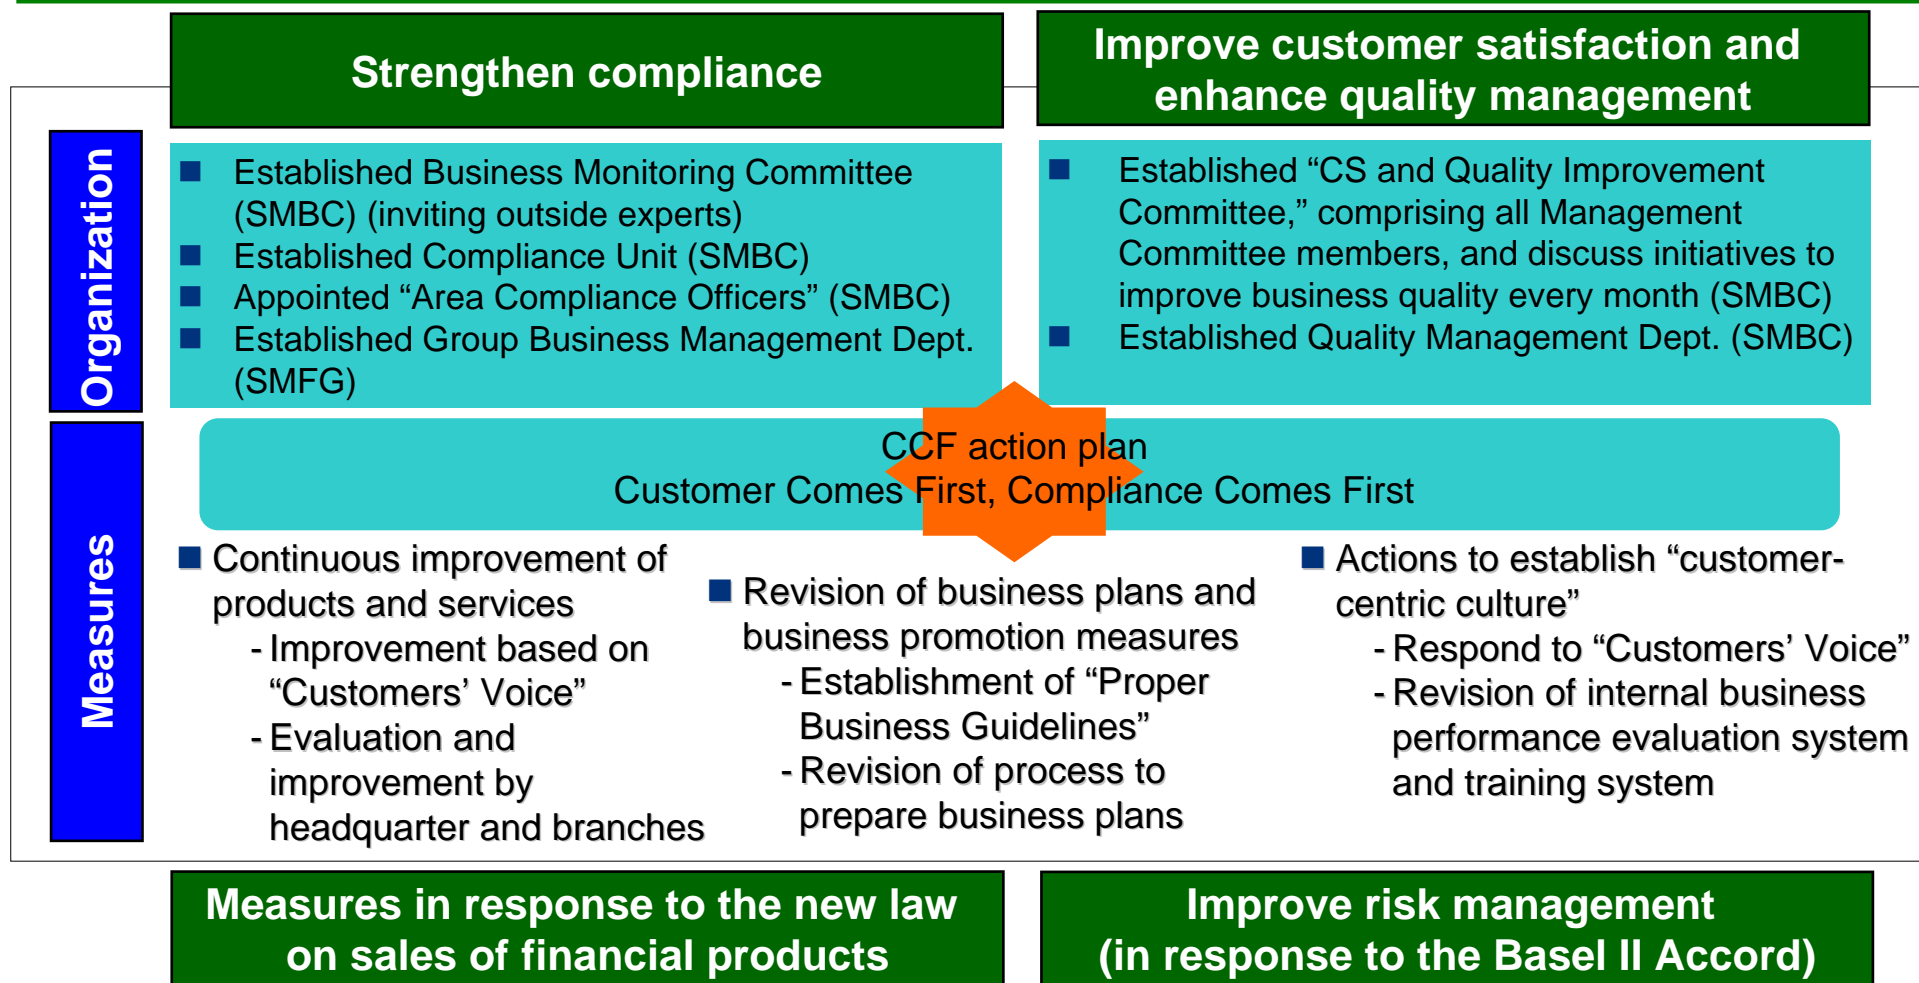 Strengthen compliance
Improve customer satisfaction and
enhance quality management
Organization
■ Established Business Monitoring Committee
(SMBC) (inviting outside experts)
■ Established Compliance Unit (SMBC)
■ Appointed “Area Compliance Officers” (SMBC)
■ Established Group Business Management Dept.
(SMFG)
■ Established “CS and Quality Improvement
Committee,” comprising all Management
Committee members, and discuss initiatives to
improve business quality every month (SMBC)
■ Established Quality Management Dept. (SMBC)
Measures
CCF action plan
Customer Comes First, Compliance Comes First
■ Continuous improvement of
products and services
- Improvement based on
“Customers’ Voice”
- Evaluation and
improvement by
headquarter and branches
■ Revision of business plans and
business promotion measures
- Establishment of “Proper
Business Guidelines”
- Revision of process to
prepare business plans
■ Actions to establish “customer-
centric culture”
- Respond to “Customers’ Voice”
- Revision of internal business
performance evaluation system
and training system
Measures in response to the new law
on sales of financial products
Improve risk management
(in response to the Basel II Accord)